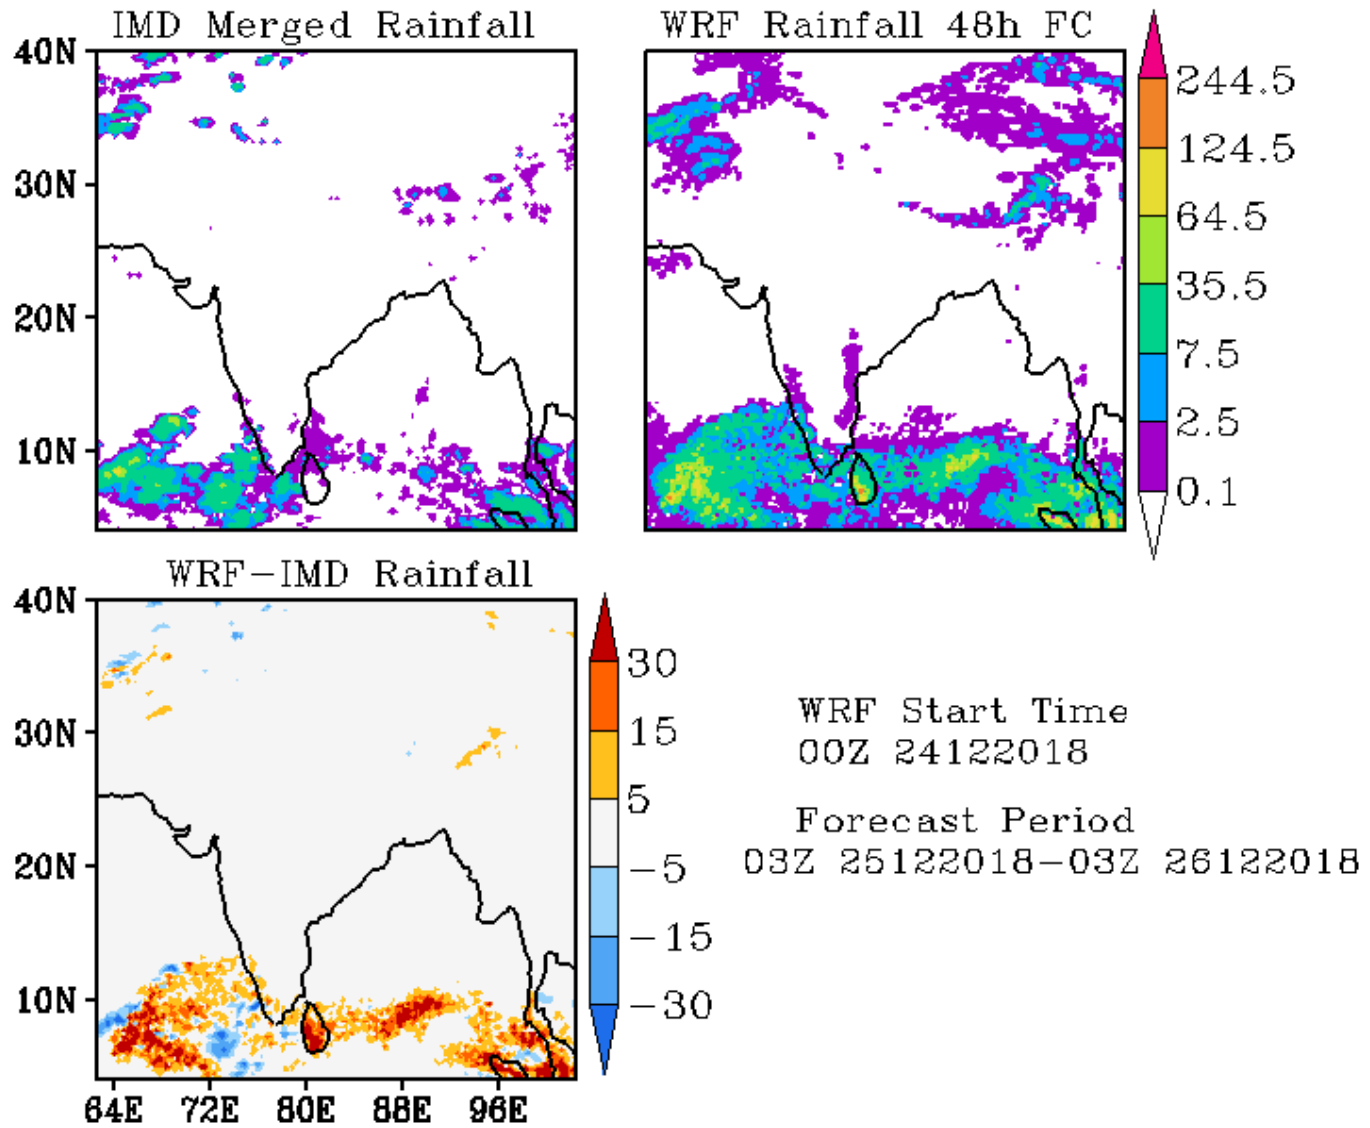 IMD Merged Rainfall
WRF Rainfall 48h FC
40N
30N
20N
10N
244.5
124.5
64.5
35.5
7.5
2.5
0.1
WRF-IMD Rainfall
40N
30N
20N
10N
64E 72E 80E 88E 96E
30
15
5
-5
-15
-30
WRF Start Time
00Z 24122018
Forecast Period
03Z 25122018-03Z 26122018